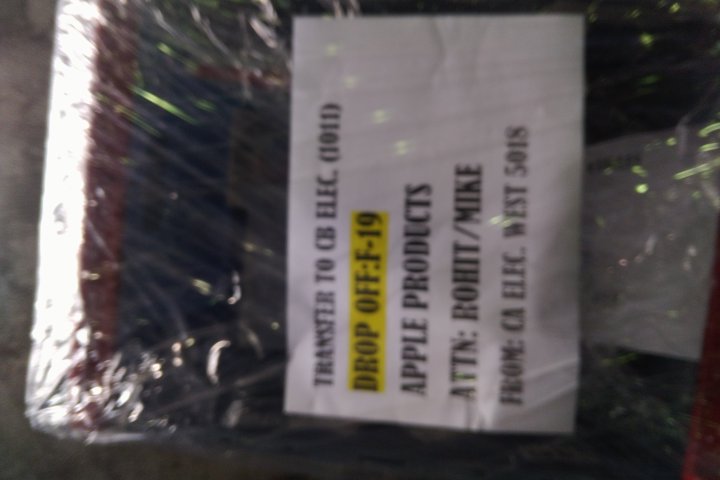 TRANSFER TO CB ELEC. (1011)
DROP OFF:F-19
APPLE PRODUCTS
ATTN: ROHIT/MIKE
FROM: CA ELEC. WEST 5018